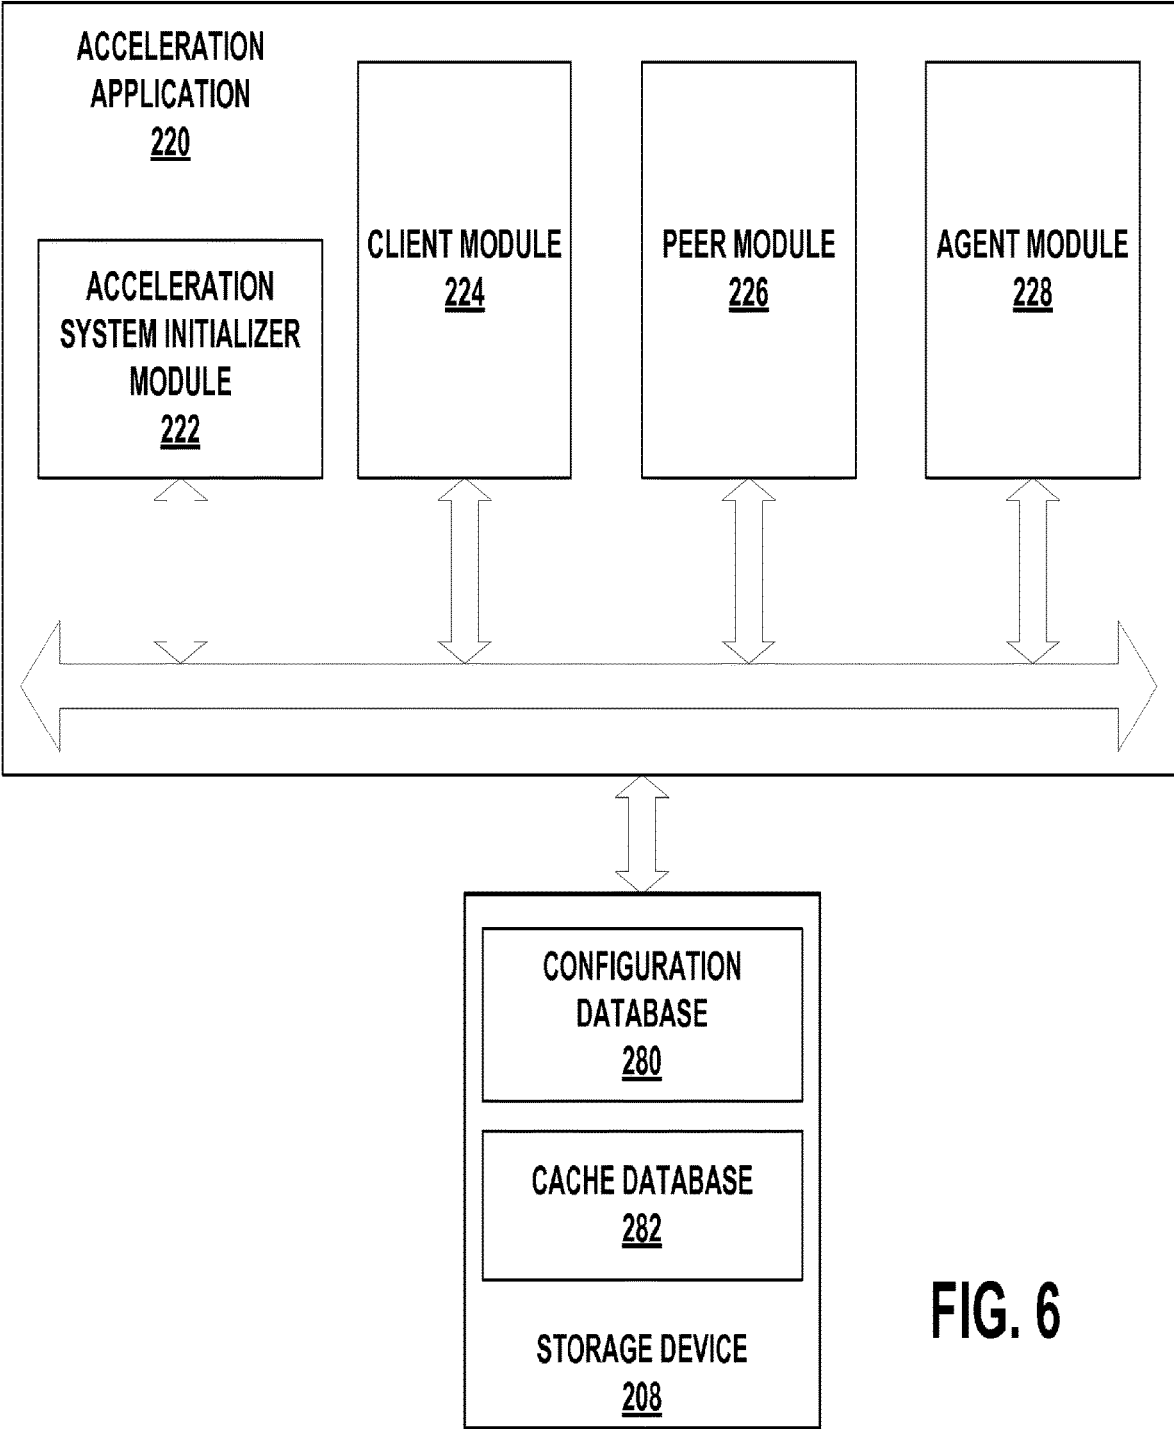 ACCELERATION
APPLICATION
220
ACCELERATION
SYSTEM INITIALIZER
MODULE
222
CLIENT MODULE
224
PEER MODULE
226
AGENT MODULE
228
CONFIGURATION
DATABASE
280
CACHE DATABASE
282
STORAGE DEVICE
208
FIG. 6